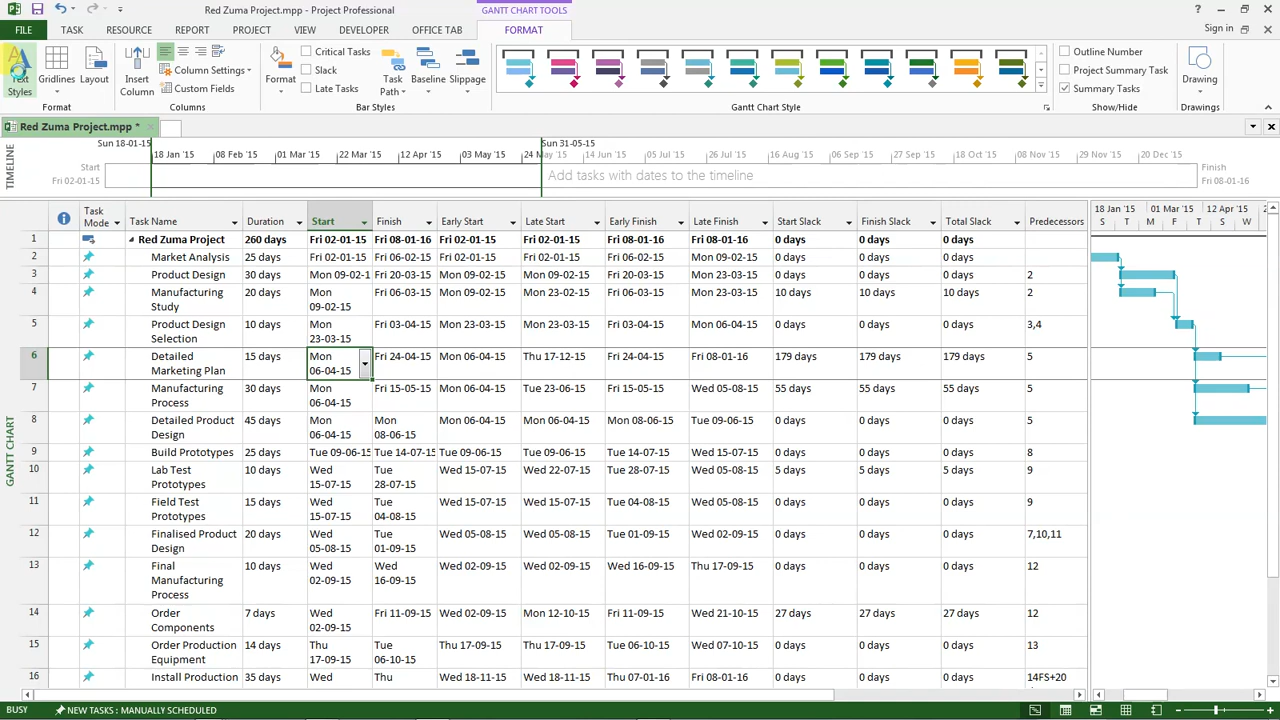 Red Zuma Project.mpp - Project Professional
GANTT CHART TOOLS
FILE TASK RESOURCE REPORT PROJECT VIEW DEVELOPER OFFICE TAB FORMAT
Sign in
Text Styles
Gridlines
Layout
Format
Insert Column
Column Settings
Custom Fields
Columns
Format
Critical Tasks
Slack
Late Tasks
Task Path
Baseline
Slippage
Bar Styles
Gantt Chart Style
Outline Number
Project Summary Task
Summary Tasks
Show/Hide
Drawing
Drawings
Red Zuma Project.mpp *
TIMELINE
Sun 18-01-15 Sun 31-05-15
18 Jan '15 08 Feb '15 01 Mar '15 22 Mar '15 12 Apr '15 03 May '15 24 May '15 14 Jun '15 05 Jul '15 26 Jul '15 16 Aug '15 06 Sep '15 27 Sep '15 18 Oct '15 08 Nov '15 29 Nov '15 20 Dec '15
Start
Fri 02-01-15
Add tasks with dates to the timeline
Finish
Fri 08-01-16
GANTT CHART
Task Mode Task Name Duration Start Finish Early Start Late Start Early Finish Late Finish Start Slack Finish Slack Total Slack Predecessors
18 Jan '15 01 Mar '15 12 Apr '15
S T M F T S W
1 Red Zuma Project 260 days Fri 02-01-15 Fri 08-01-16 Fri 02-01-15 Fri 02-01-15 Fri 08-01-16 Fri 08-01-16 0 days 0 days 0 days
2 Market Analysis 25 days Fri 02-01-15 Fri 06-02-15 Fri 02-01-15 Fri 02-01-15 Fri 06-02-15 Mon 09-02-15 0 days 0 days 0 days
3 Product Design 30 days Mon 09-02-1 Fri 20-03-15 Mon 09-02-15 Mon 09-02-15 Fri 20-03-15 Mon 23-03-15 0 days 0 days 0 days 2
4 Manufacturing Study 20 days Mon 09-02-15 Fri 06-03-15 Mon 09-02-15 Mon 23-02-15 Fri 06-03-15 Mon 23-03-15 10 days 10 days 10 days 2
5 Product Design Selection 10 days Mon 23-03-15 Fri 03-04-15 Mon 23-03-15 Mon 23-03-15 Fri 03-04-15 Mon 06-04-15 0 days 0 days 0 days 3,4
6 Detailed Marketing Plan 15 days Mon 06-04-15 Fri 24-04-15 Mon 06-04-15 Thu 17-12-15 Fri 24-04-15 Fri 08-01-16 179 days 179 days 179 days 5
7 Manufacturing Process 30 days Mon 06-04-15 Fri 15-05-15 Mon 06-04-15 Tue 23-06-15 Fri 15-05-15 Wed 05-08-15 55 days 55 days 55 days 5
8 Detailed Product Design 45 days Mon 06-04-15 Mon 08-06-15 Mon 06-04-15 Mon 06-04-15 Mon 08-06-15 Tue 09-06-15 0 days 0 days 0 days 5
9 Build Prototypes 25 days Tue 09-06-15 Tue 14-07-15 Tue 09-06-15 Tue 09-06-15 Tue 14-07-15 Wed 15-07-15 0 days 0 days 0 days 8
10 Lab Test Prototypes 10 days Wed 15-07-15 Tue 28-07-15 Wed 15-07-15 Wed 22-07-15 Tue 28-07-15 Wed 05-08-15 5 days 5 days 5 days 9
11 Field Test Prototypes 15 days Wed 15-07-15 Tue 04-08-15 Wed 15-07-15 Wed 15-07-15 Tue 04-08-15 Wed 05-08-15 0 days 0 days 0 days 9
12 Finalised Product Design 20 days Wed 05-08-15 Tue 01-09-15 Wed 05-08-15 Wed 05-08-15 Tue 01-09-15 Wed 02-09-15 0 days 0 days 0 days 7,10,11
13 Final Manufacturing Process 10 days Wed 02-09-15 Wed 16-09-15 Wed 02-09-15 Wed 02-09-15 Wed 16-09-15 Thu 17-09-15 0 days 0 days 0 days 12
14 Order Components 7 days Wed 02-09-15 Fri 11-09-15 Wed 02-09-15 Mon 12-10-15 Fri 11-09-15 Wed 21-10-15 27 days 27 days 27 days 12
15 Order Production Equipment 14 days Thu 17-09-15 Tue 06-10-15 Thu 17-09-15 Thu 17-09-15 Tue 06-10-15 Wed 07-10-15 0 days 0 days 0 days 13
16 Install Production 35 days Wed Thu Wed 18-11-15 Wed 18-11-15 Thu 07-01-16 Fri 08-01-16 0 days 0 days 0 days 14FS+20
BUSY NEW TASKS : MANUALLY SCHEDULED